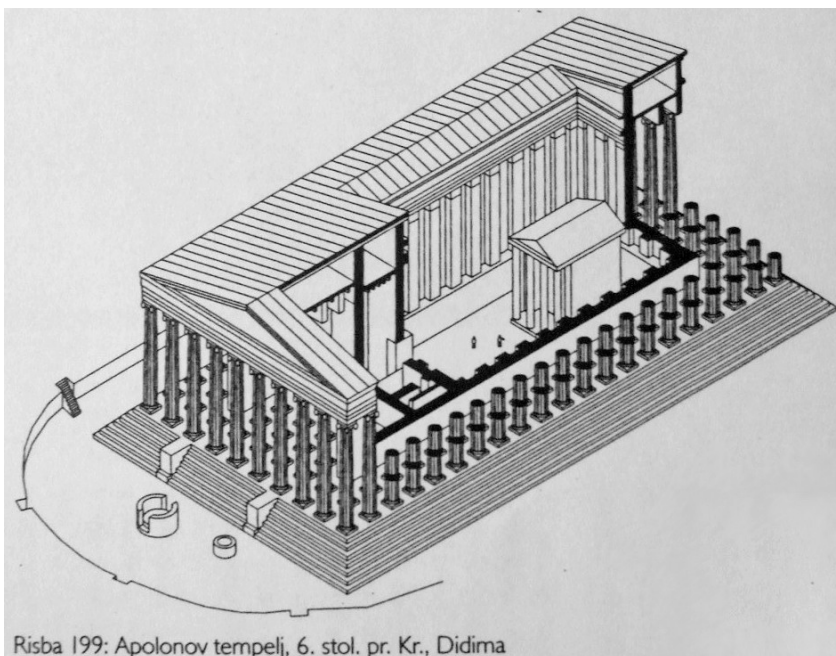 Risba 199: Apolonov tempelj, 6. stol. pr. Kr., Didima